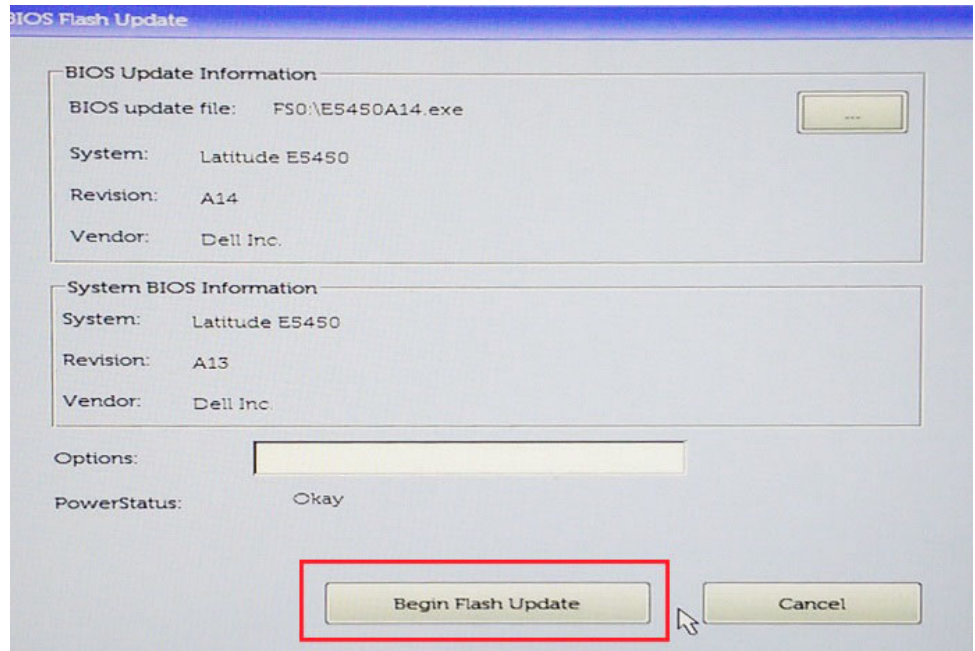 BIOS Flash Update
BIOS Update Information
BIOS update file: FS0:\E5450A14.exe
...
System: Latitude E5450
Revision: A14
Vendor: Dell Inc.
System BIOS Information
System: Latitude E5450
Revision: A13
Vendor: Dell Inc.
Options:
PowerStatus: Okay
Begin Flash Update Cancel